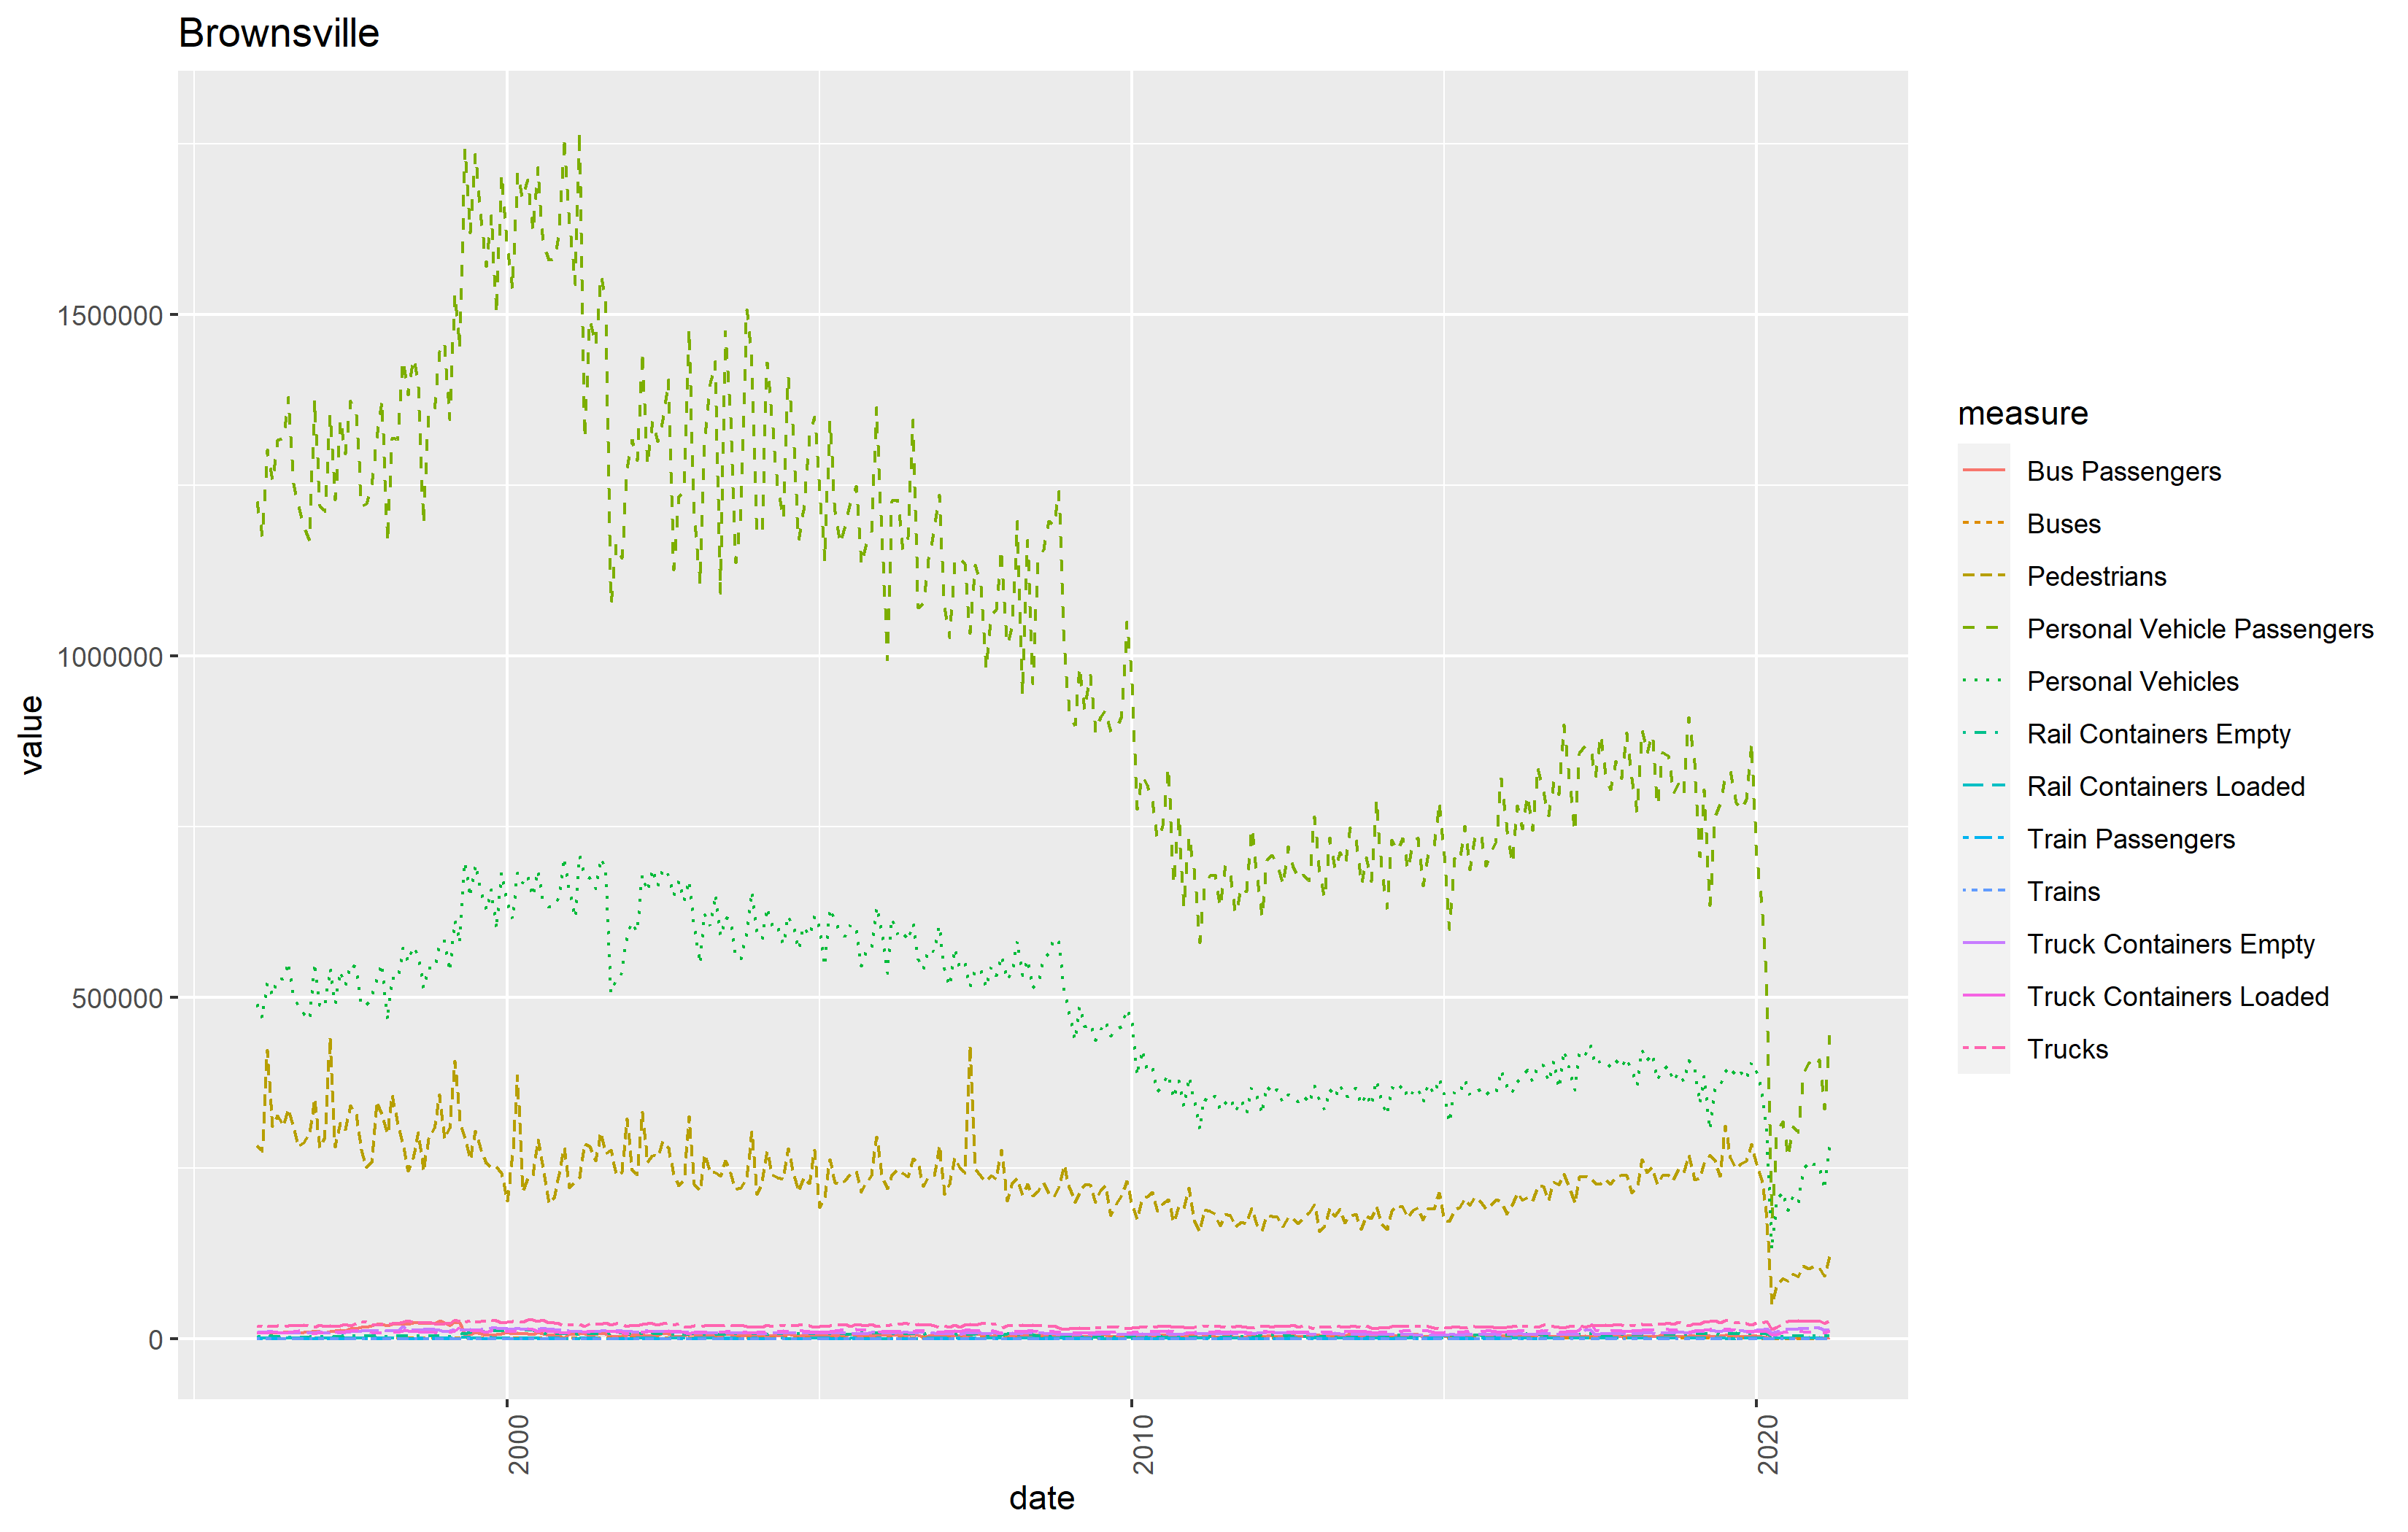 Brownsville
value
1500000
1000000
500000
0
2000
2010
2020
date
measure
Bus Passengers
Buses
Pedestrians
Personal Vehicle Passengers
Personal Vehicles
Rail Containers Empty
Rail Containers Loaded
Train Passengers
Trains
Truck Containers Empty
Truck Containers Loaded
Trucks